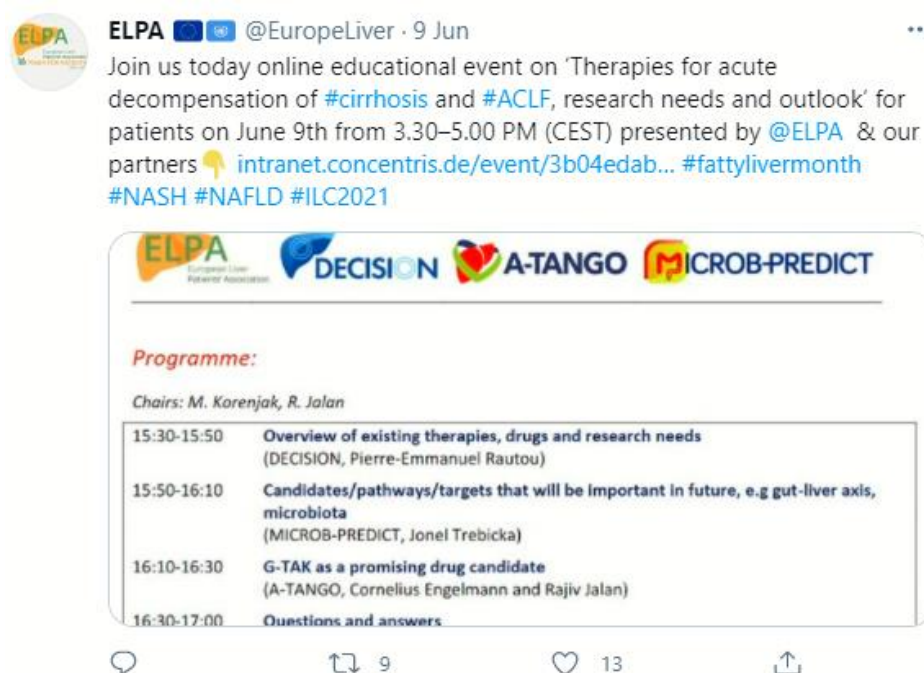 ELPA
ELPA @EuropeLiver · 9 Jun
Join us today online educational event on ‘Therapies for acute
decompensation of #cirrhosis and #ACLF, research needs and outlook’ for
patients on June 9th from 3.30–5.00 PM (CEST) presented by @ELPA & our
partners👇 intranet.concentris.de/event/3b04edab... #fattylivermonth
#NASH #NAFLD #ILC2021
ELPA
European Liver
Patients' Association
DECISION A-TANGO MICROB-PREDICT
Programme:
Chairs: M. Korenjak, R. Jalan
15:30-15:50 Overview of existing therapies, drugs and research needs
(DECISION, Pierre-Emmanuel Rautou)
15:50-16:10 Candidates/pathways/targets that will be important in future, e.g gut-liver axis,
microbiota
(MICROB-PREDICT, Jonel Trebicka)
16:10-16:30 G-TAK as a promising drug candidate
(A-TANGO, Cornelius Engelmann and Rajiv Jalan)
16:30-17:00 Questions and answers
9 13